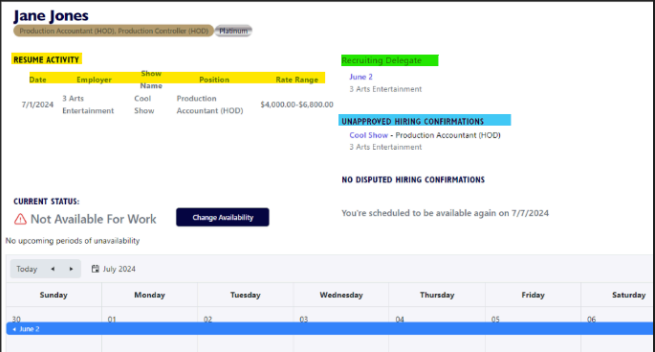 Jane Jones
Production Accountant (HOD), Production Controller (HOD) Platinum
RESUME ACTIVITY
Date Employer Show Name Position Rate Range
7/1/2024 3 Arts Entertainment Cool Show Production Accountant (HOD) $4,000.00-$6,800.00
Recruiting Delegate
June 2
3 Arts Entertainment
UNAPPROVED HIRING CONFIRMATIONS
Cool Show - Production Accountant (HOD)
3 Arts Entertainment
NO DISPUTED HIRING CONFIRMATIONS
You're scheduled to be available again on 7/7/2024
CURRENT STATUS:
Not Available For Work
Change Availability
No upcoming periods of unavailability
Today July 2024
Sunday Monday Tuesday Wednesday Thursday Friday Saturday
30 01 02 03 04 05 06
June 2